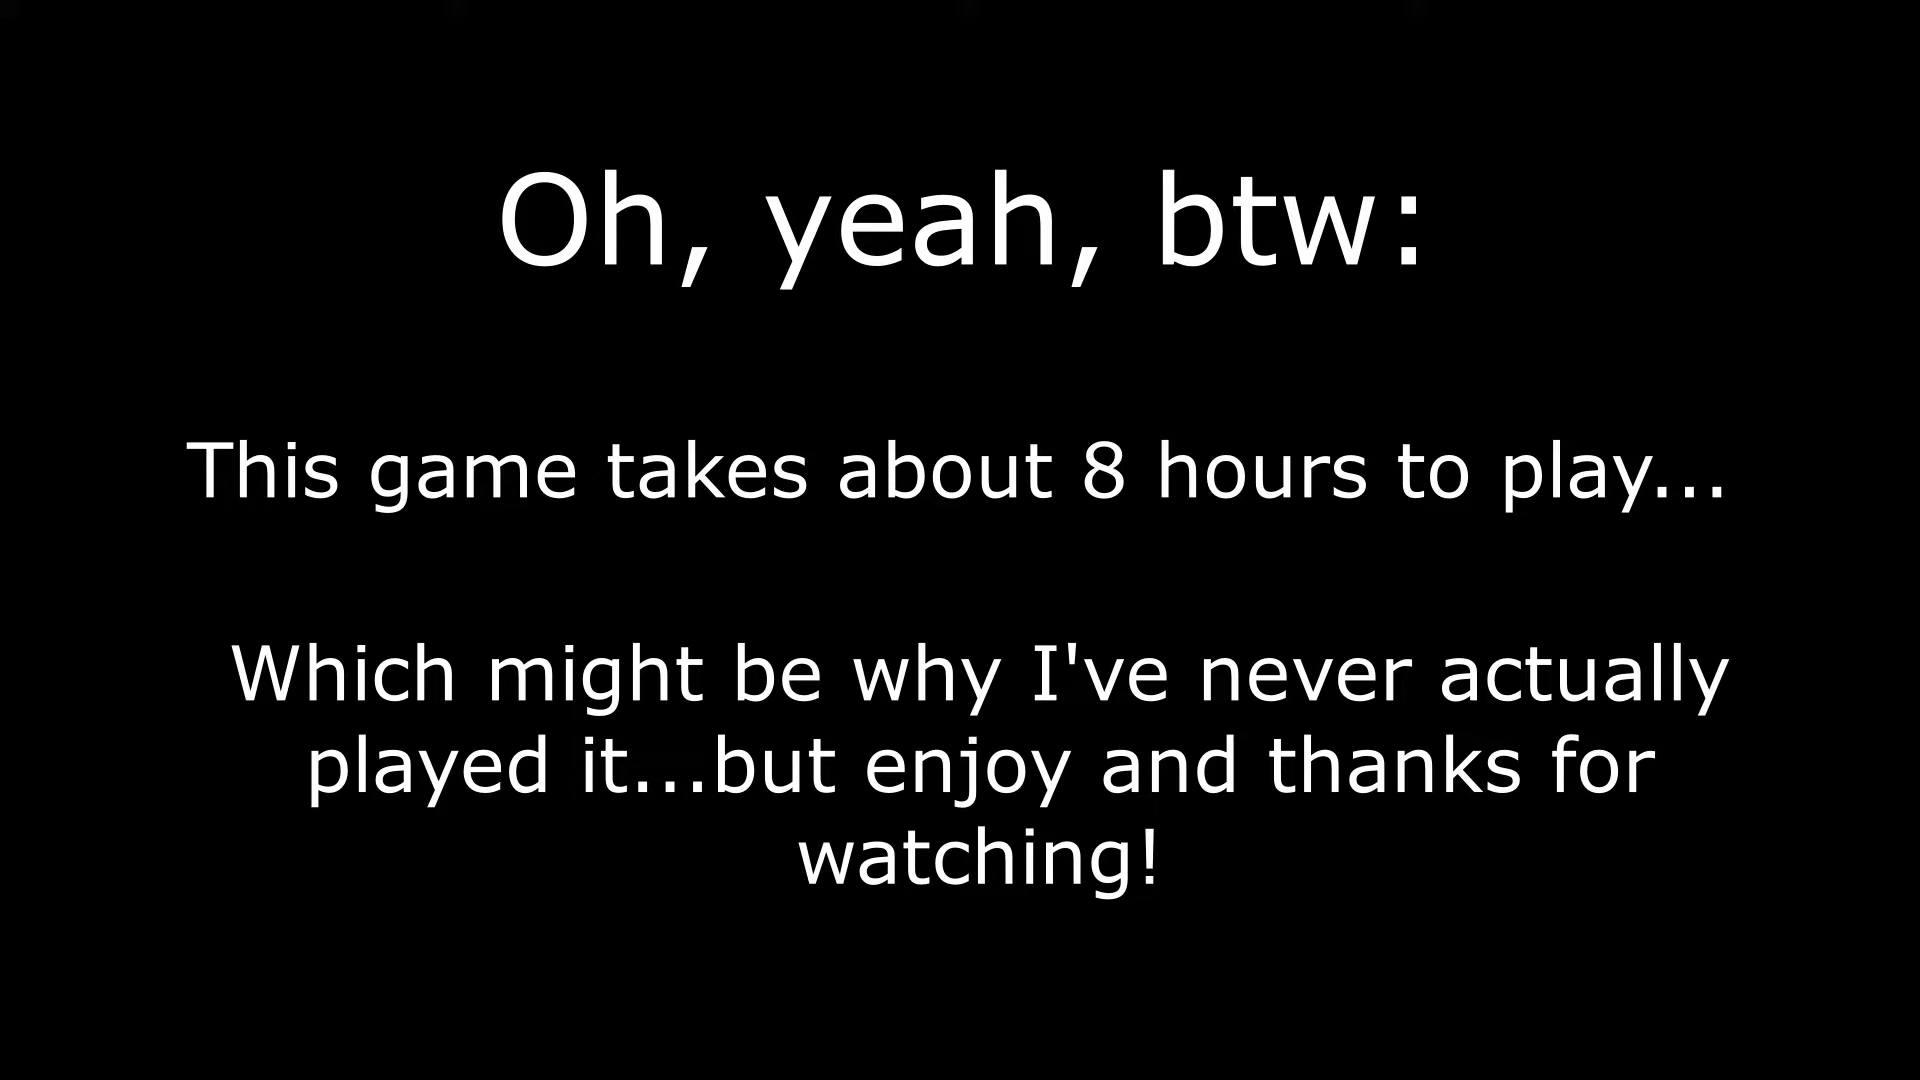 Oh, yeah, btw:
This game takes about 8 hours to play...
Which might be why I've never actually
played it...but enjoy and thanks for
watching!